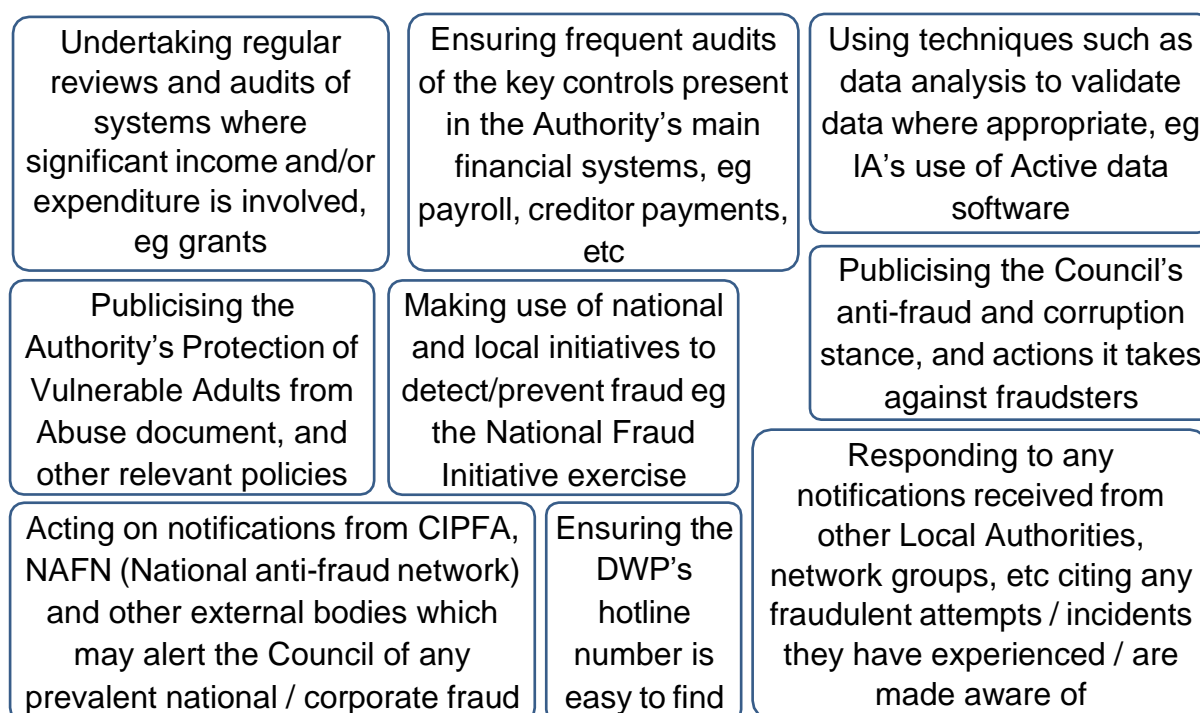 Undertaking regular
reviews and audits of
systems where
significant income and/or
expenditure is involved,
eg grants
Ensuring frequent audits
of the key controls present
in the Authority’s main
financial systems, eg
payroll, creditor payments,
etc
Using techniques such as
data analysis to validate
data where appropriate, eg
IA’s use of Active data
software
Publicising the
Authority’s Protection of
Vulnerable Adults from
Abuse document, and
other relevant policies
Making use of national
and local initiatives to
detect/prevent fraud eg
the National Fraud
Initiative exercise
Publicising the Council’s
anti-fraud and corruption
stance, and actions it takes
against fraudsters
Acting on notifications from CIPFA,
NAFN (National anti-fraud network)
and other external bodies which
may alert the Council of any
prevalent national / corporate fraud
Ensuring the
DWP’s
hotline
number is
easy to find
Responding to any
notifications received from
other Local Authorities,
network groups, etc citing any
fraudulent attempts / incidents
they have experienced / are
made aware of